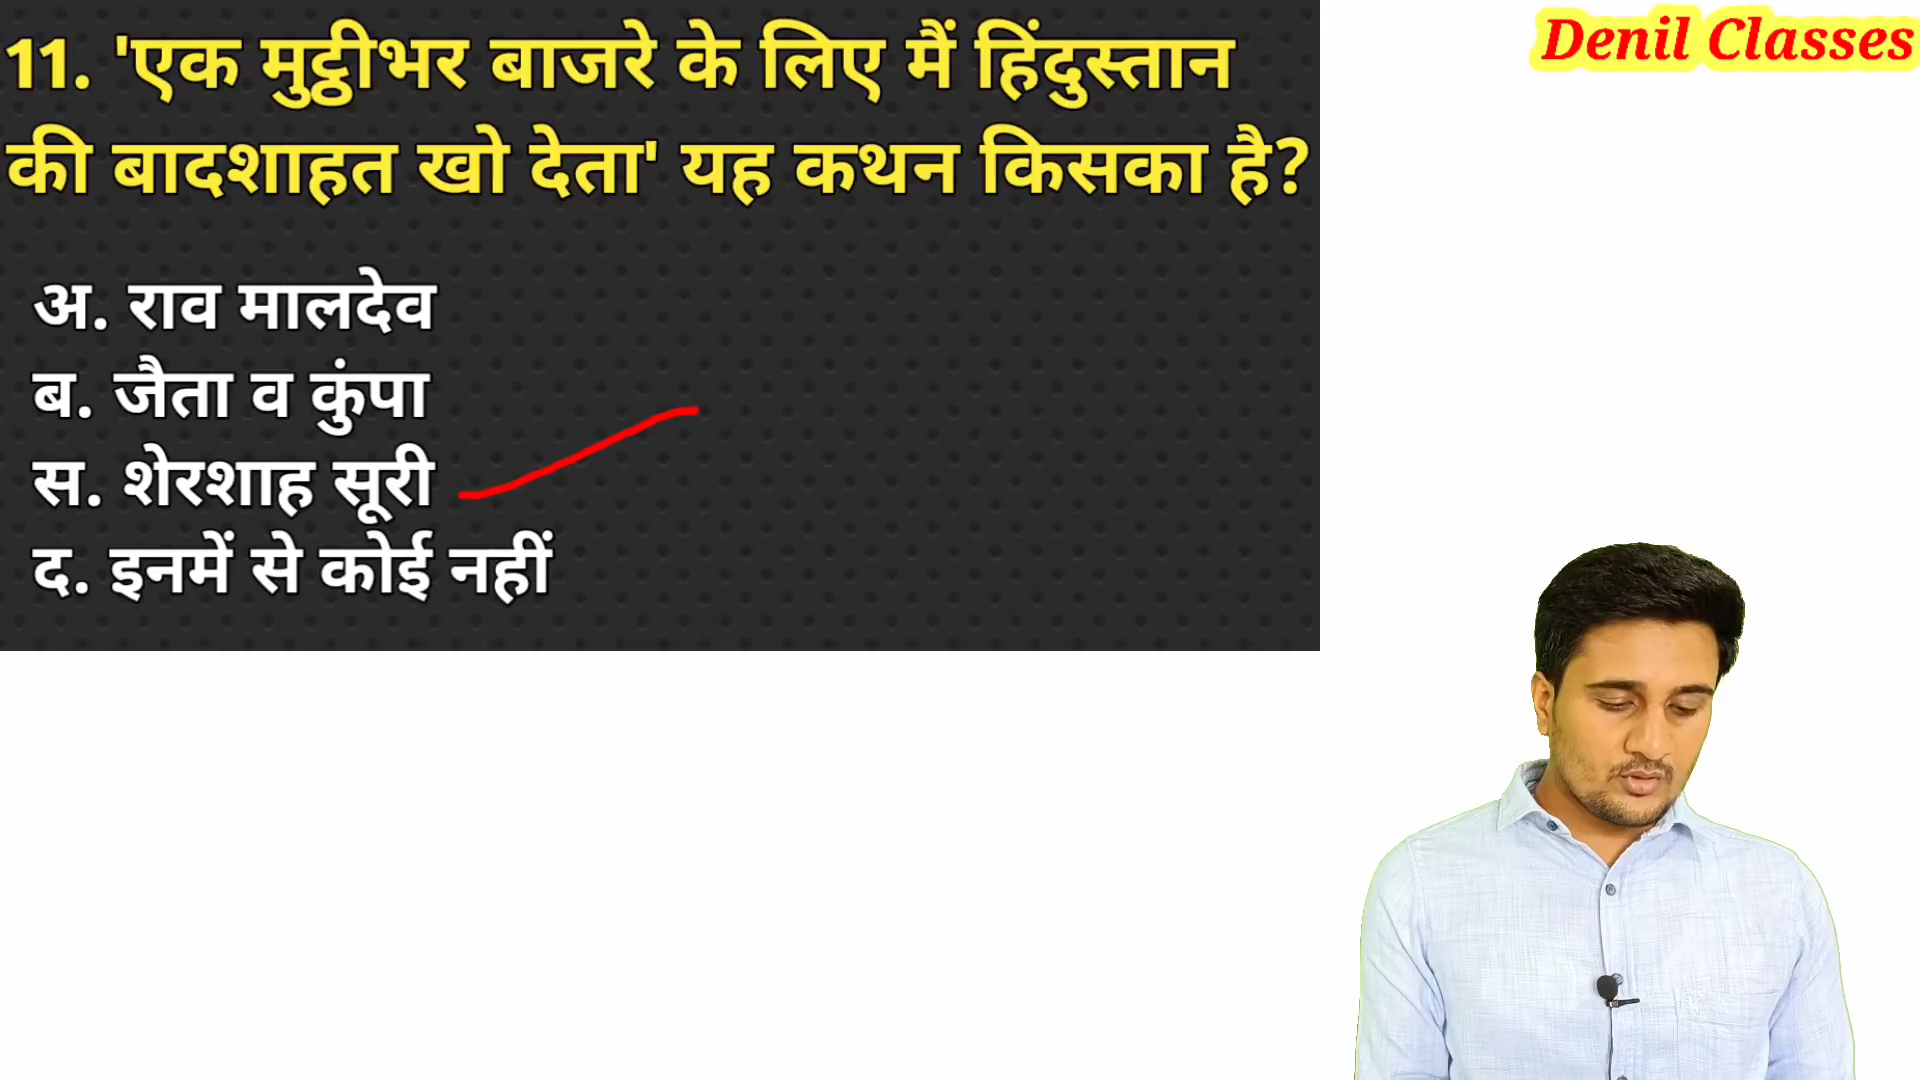 Denil Classes
11. 'एक मुट्ठीभर बाजरे के लिए मैं हिंदुस्तान
की बादशाहत खो देता' यह कथन किसका है?
अ. राव मालदेव
ब. जैता व कुंपा
स. शेरशाह सूरी
द. इनमें से कोई नहीं